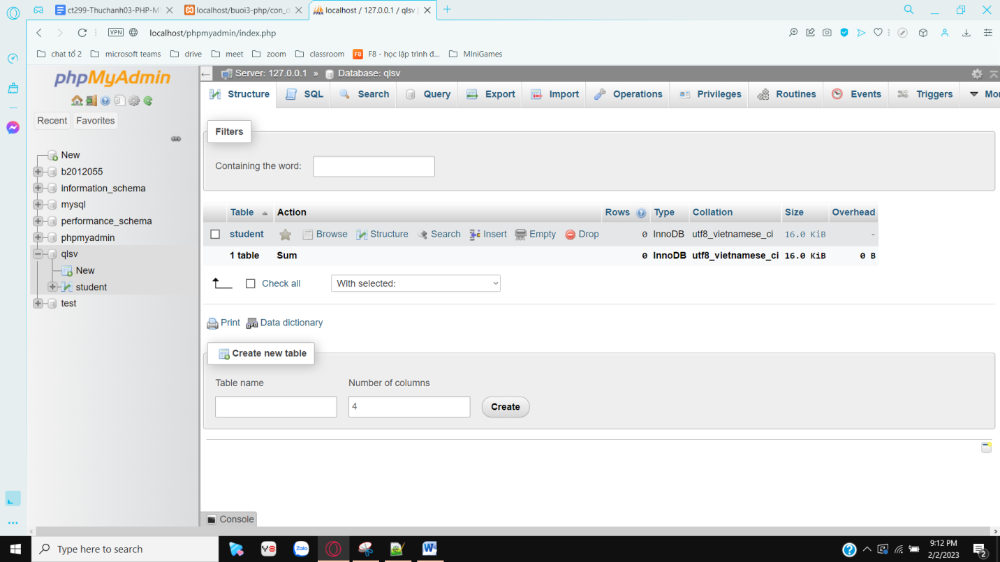 ct299-Thuchanh03-PHP-M
localhost/buoi3-php/con_d
localhost / 127.0.0.1 / qlsv |
VPN
localhost/phpmyadmin/index.php
chat tổ 2
microsoft teams
drive
meet
zoom
classroom
F8 - học lập trình đ...
MIniGames
phpMyAdmin
Recent
Favorites
New
b2012055
information_schema
mysql
performance_schema
phpmyadmin
qlsv
New
student
test
Server: 127.0.0.1 » Database: qlsv
Structure
SQL
Search
Query
Export
Import
Operations
Privileges
Routines
Events
Triggers
Mo
Filters
Containing the word:
Table Action Rows Type Collation Size Overhead
student Browse Structure Search Insert Empty Drop 0 InnoDB utf8_vietnamese_ci 16.0 KiB -
1 table Sum 0 InnoDB utf8_vietnamese_ci 16.0 KiB 0 B
Check all
With selected:
Print
Data dictionary
Create new table
Table name
Number of columns
4
Create
Console
Type here to search
Zalo
9:12 PM
2/2/2023
2